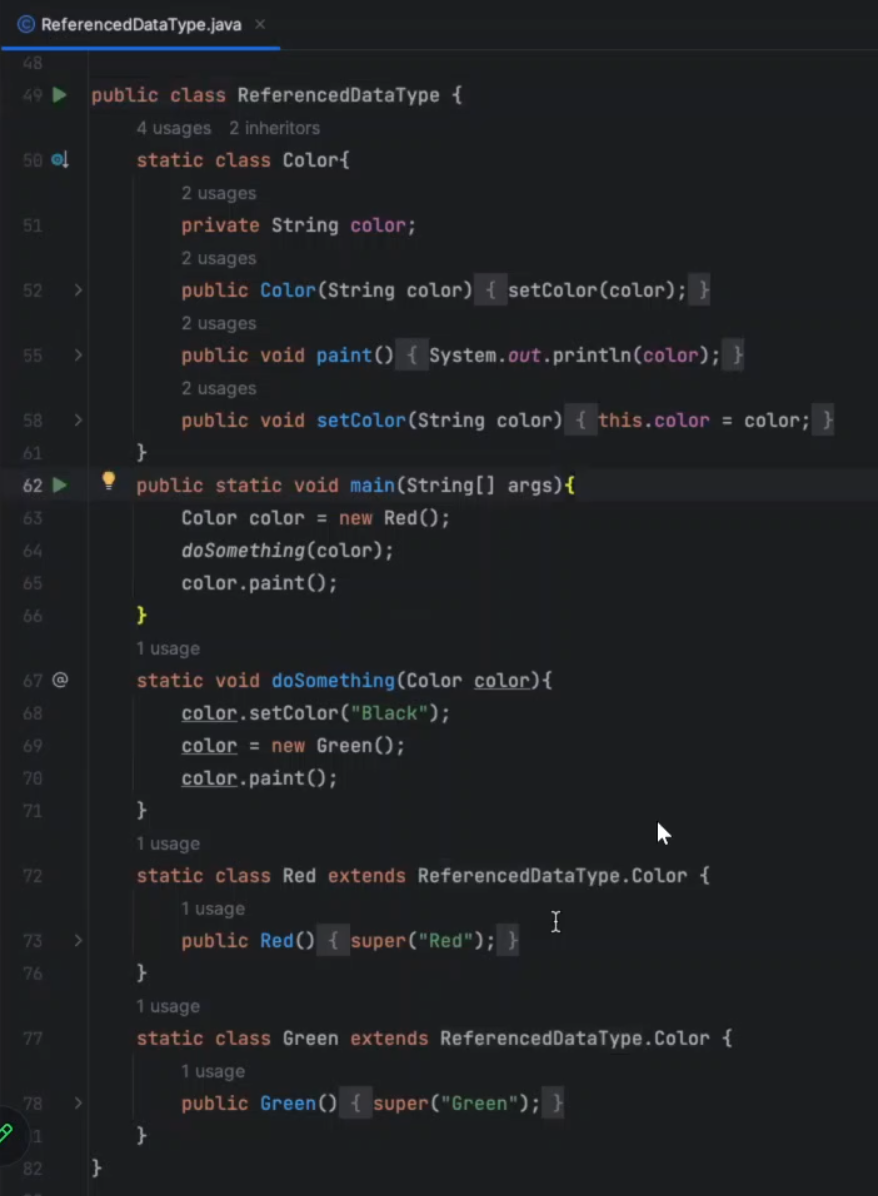 ReferencedDataType.java ×
48
49 public class ReferencedDataType {
4 usages 2 inheritors
50 static class Color{
2 usages
51 private String color;
2 usages
52 public Color(String color) { setColor(color); }
2 usages
55 public void paint() { System.out.println(color); }
2 usages
58 public void setColor(String color) { this.color = color; }
61 }
62 public static void main(String[] args){
63 Color color = new Red();
64 doSomething(color);
65 color.paint();
66 }
1 usage
67 @ static void doSomething(Color color){
68 color.setColor("Black");
69 color = new Green();
70 color.paint();
71 }
1 usage
72 static class Red extends ReferencedDataType.Color {
1 usage
73 public Red() { super("Red"); }
76 }
1 usage
77 static class Green extends ReferencedDataType.Color {
1 usage
78 public Green() { super("Green"); }
1 }
82 }